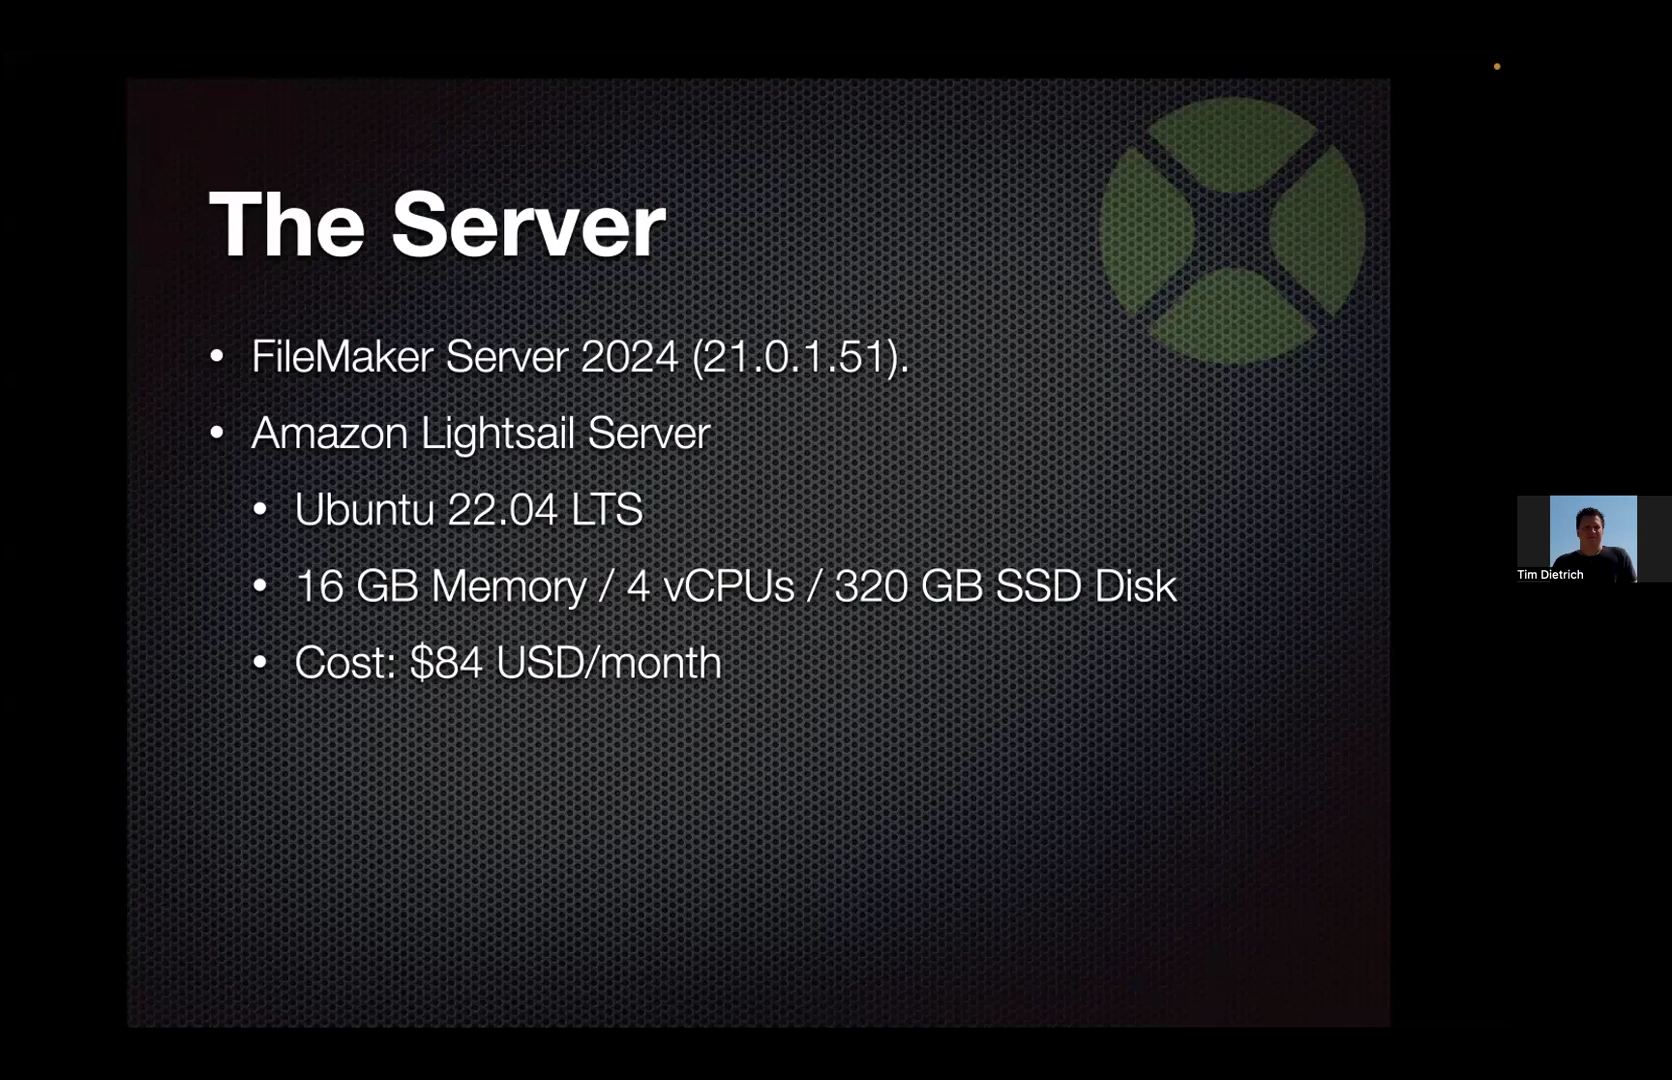 The Server
• FileMaker Server 2024 (21.0.1.51).
• Amazon Lightsail Server
• Ubuntu 22.04 LTS
• 16 GB Memory / 4 vCPUs / 320 GB SSD Disk
• Cost: $84 USD/month
Tim Dietrich